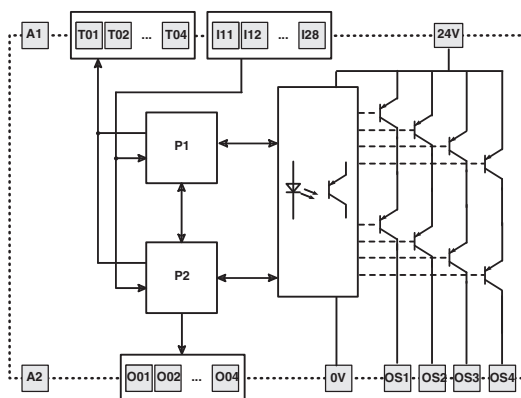 A1 T01 T02 ... T04 I11 I12 ... I28 24V
P1
P2
A2 O01 O02 ... O04 0V OS1 OS2 OS3 OS4